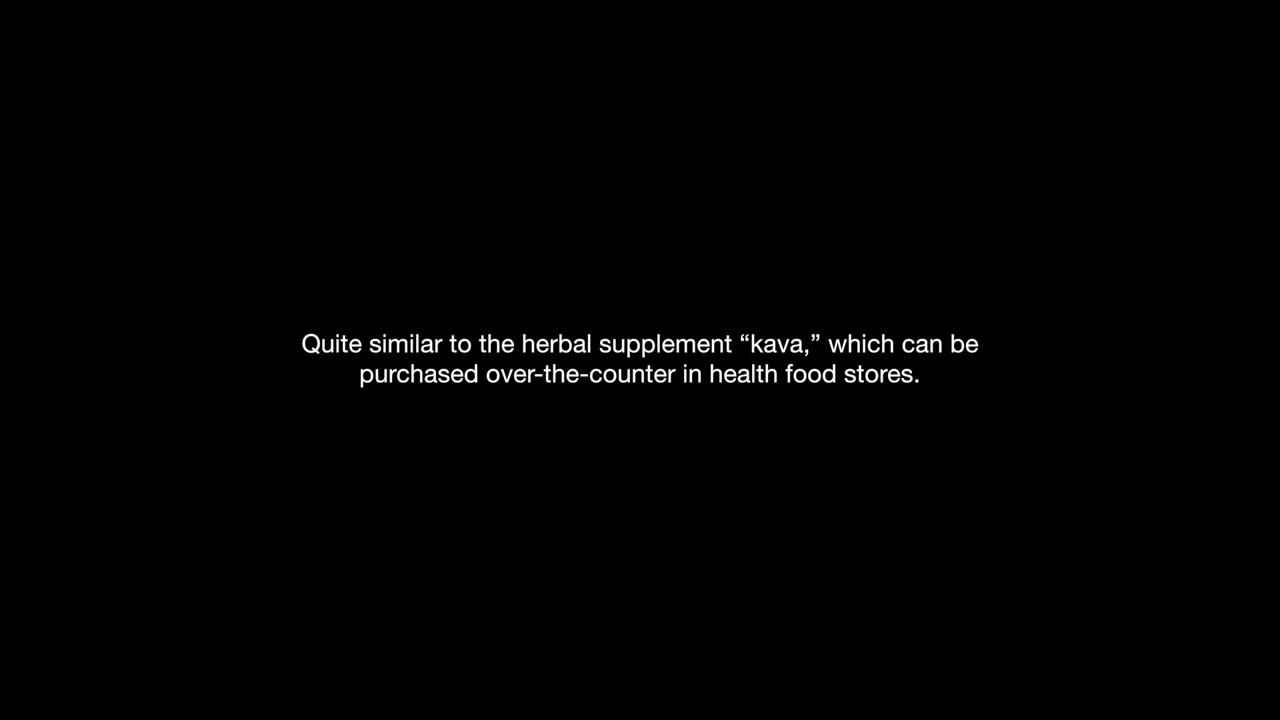 Quite similar to the herbal supplement “kava,” which can be
purchased over-the-counter in health food stores.